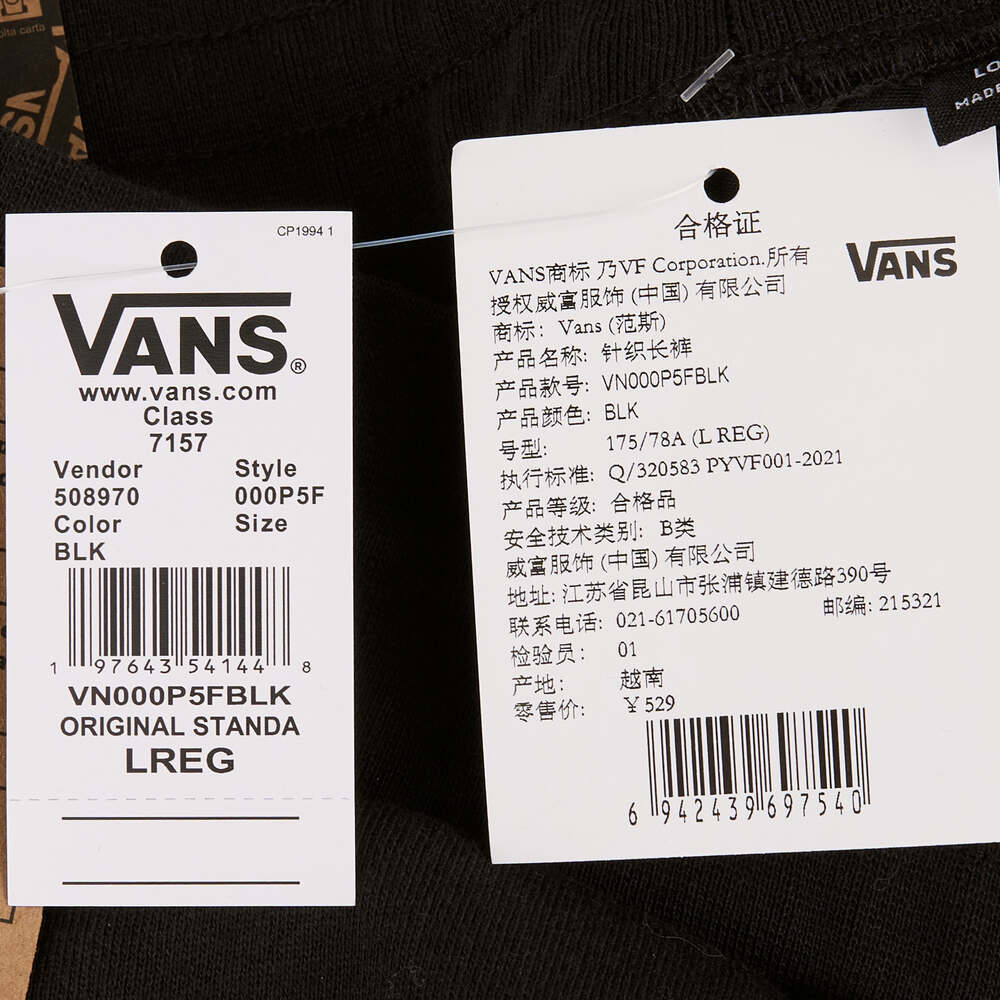 olta carta
VS
LO
MADE
CP1994 1
VANS®
www.vans.com
Class
7157
Vendor Style
508970 000P5F
Color Size
BLK
1 97643 54144 8
VN000P5FBLK
ORIGINAL STANDA
LREG
合格证
VANS
VANS商标 乃VF Corporation.所有
授权威富服饰 (中国) 有限公司
商标: Vans (范斯)
产品名称: 针织长裤
产品款号: VN000P5FBLK
产品颜色: BLK
号型: 175/78A (L REG)
执行标准: Q/320583 PYVF001-2021
产品等级: 合格品
安全技术类别: B类
威富服饰 (中国) 有限公司
地址: 江苏省昆山市张浦镇建德路390号
联系电话: 021-61705600 邮编: 215321
检验员: 01
产地: 越南
零售价: ￥529
6 942439 697540